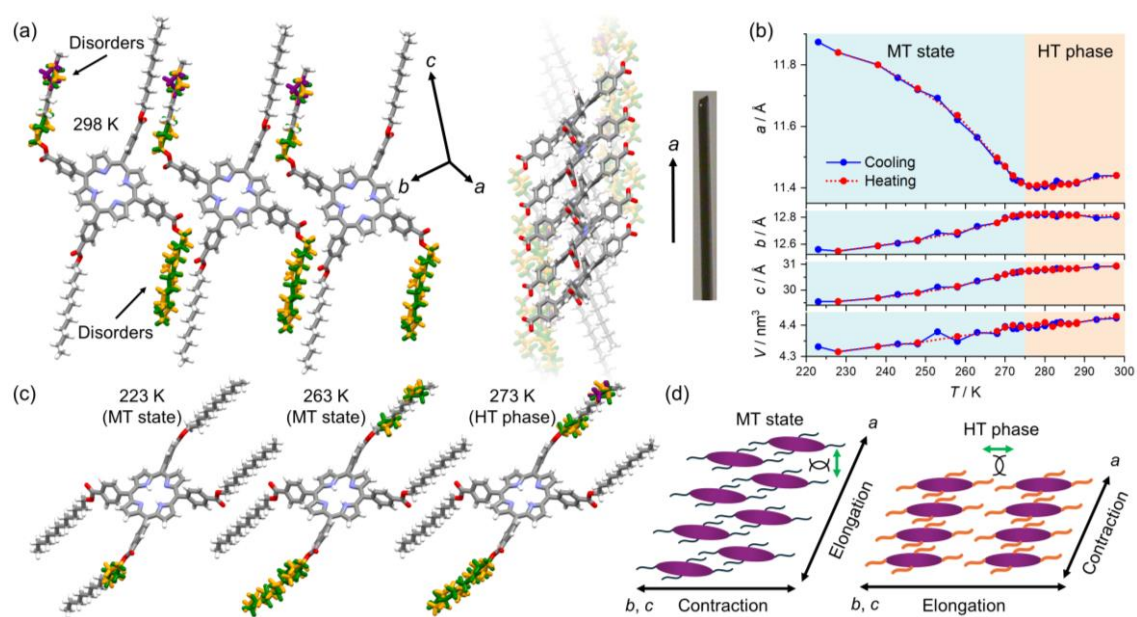 (a)
Disorders
298 K
c
b
a
Disorders
a
(b)
MT state
HT phase
11.8
11.6
11.4
a / Å
Cooling
Heating
12.8
12.6
b / Å
31
30
c / Å
4.4
4.3
V / nm³
220 230 240 250 260 270 280 290 300
T / K
(c)
223 K
(MT state)
263 K
(MT state)
273 K
(HT phase)
(d)
MT state
a
Elongation
b, c Contraction
HT phase
a
Contraction
b, c Elongation